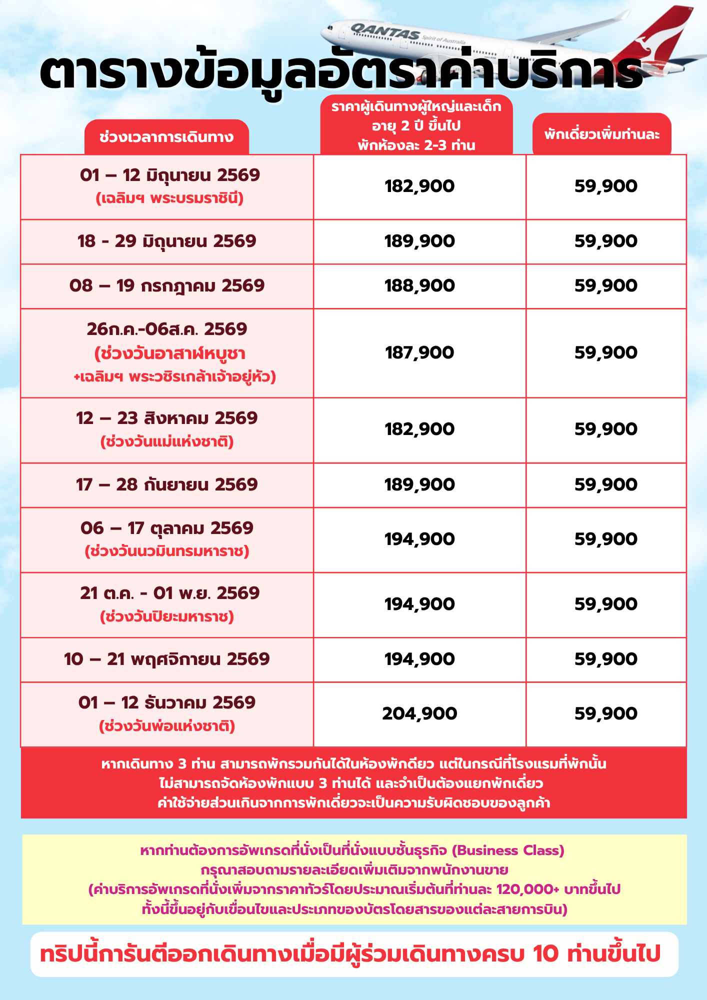 QANTAS Spirit of Australia
ตารางข้อมูลอัตราค่าบริการ
ช่วงเวลาการเดินทาง
ราคาผู้เดินทางผู้ใหญ่และเด็ก
อายุ 2 ปี ขึ้นไป
พักห้องละ 2-3 ท่าน
พักเดี่ยวเพิ่มท่านละ
01 – 12 มิถุนายน 2569
(เฉลิมฯ พระบรมราชินี)
182,900
59,900
18 - 29 มิถุนายน 2569
189,900
59,900
08 – 19 กรกฎาคม 2569
188,900
59,900
26ก.ค.-06ส.ค. 2569
(ช่วงวันอาสาฬหบูชา
+เฉลิมฯ พระวชิรเกล้าเจ้าอยู่หัว)
187,900
59,900
12 – 23 สิงหาคม 2569
(ช่วงวันแม่แห่งชาติ)
182,900
59,900
17 – 28 กันยายน 2569
189,900
59,900
06 – 17 ตุลาคม 2569
(ช่วงวันนวมินทรมหาราช)
194,900
59,900
21 ต.ค. - 01 พ.ย. 2569
(ช่วงวันปิยะมหาราช)
194,900
59,900
10 – 21 พฤศจิกายน 2569
194,900
59,900
01 – 12 ธันวาคม 2569
(ช่วงวันพ่อแห่งชาติ)
204,900
59,900
หากเดินทาง 3 ท่าน สามารถพักรวมกันได้ในห้องพักดียว แต่ในกรณีที่โรงแรมที่พักนั้น
ไม่สามารถจัดห้องพักแบบ 3 ท่านได้ และจำเป็นต้องแยกพักเดี่ยว
ค่าใช้จ่ายส่วนเกินจากการพักเดี่ยวจะเป็นความรับผิดชอบของลูกค้า
หากท่านต้องการอัพเกรดที่นั่งเป็นที่นั่งแบบชั้นธุรกิจ (Business Class)
กรุณาสอบถามรายละเอียดเพิ่มเติมจากพนักงานขาย
(ค่าบริการอัพเกรดที่นั่งเพิ่มจากราคาทัวร์โดยประมาณเริ่มต้นที่ท่านละ 120,000+ บาทขึ้นไป
ทั้งนี้ขึ้นอยู่กับเขื่อนไขและประเภทของบัตรโดยสารของแต่ละสายการบิน)
ทริปนี้การันตีออกเดินทางเมื่อมีผู้ร่วมเดินทางครบ 10 ท่านขึ้นไป